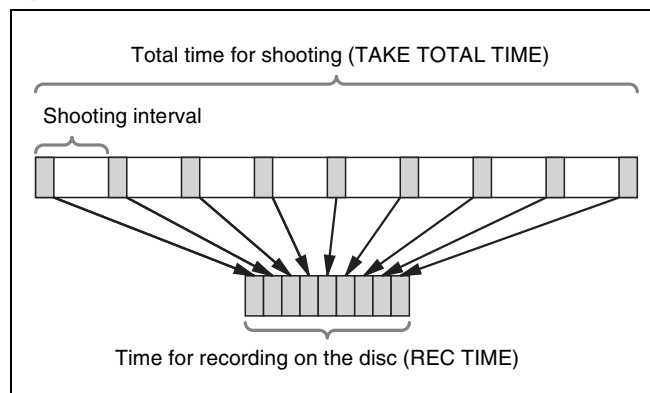 Total time for shooting (TAKE TOTAL TIME)
Shooting interval
Time for recording on the disc (REC TIME)